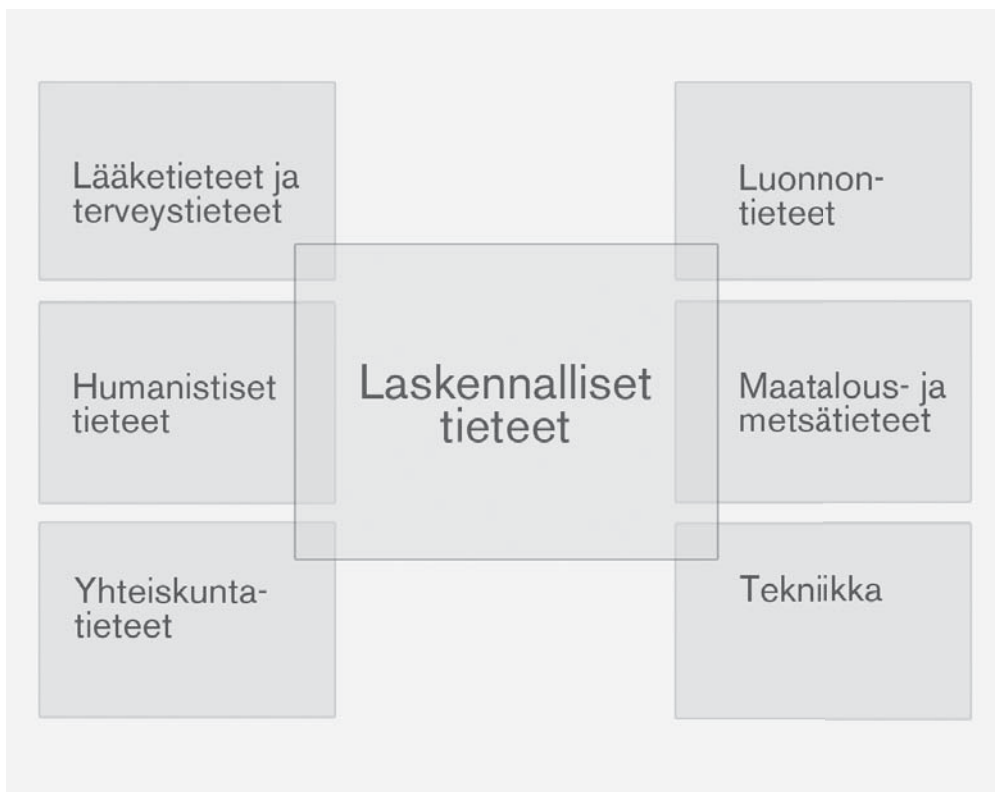 Lääketieteet ja
terveystieteet
Humanistiset
tieteet
Yhteiskunta-
tieteet
Laskennalliset
tieteet
Luonnon-
tieteet
Maatalous- ja
metsätieteet
Tekniikka